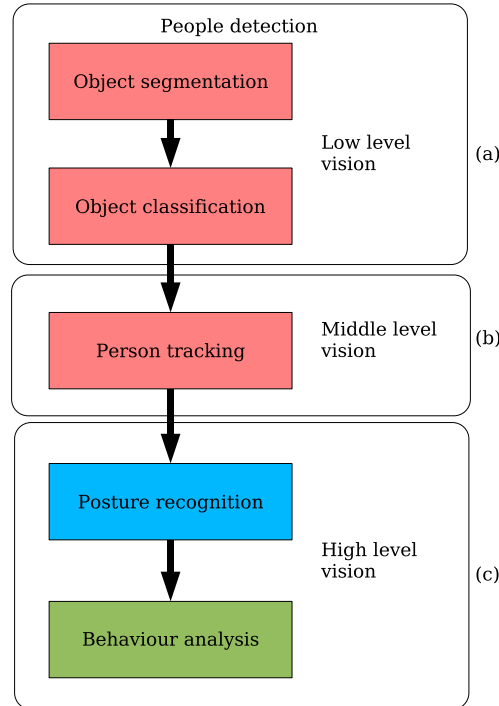 People detection
Object segmentation
Low level
vision
(a)
Object classification
Middle level
vision
(b)
Person tracking
Posture recognition
High level
vision
(c)
Behaviour analysis